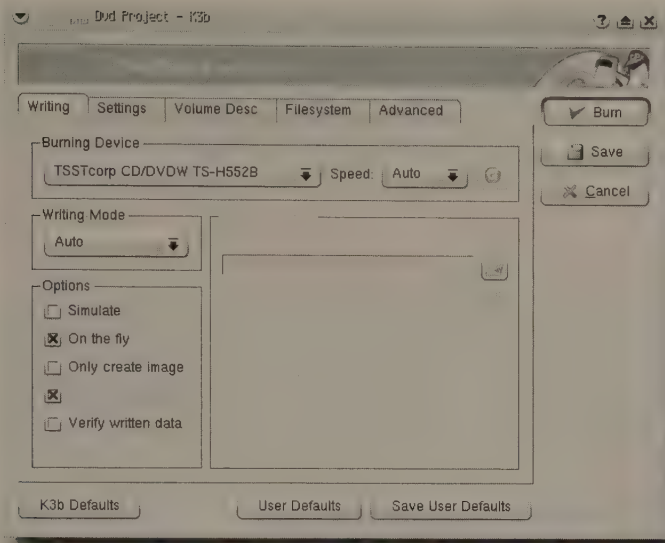 Dvd Project - K3b
Writing
Settings
Volume Desc
Filesystem
Advanced
Burn
Save
Cancel
Burning Device
TSSTcorp CD/DVDW TS-H552B
Speed:
Auto
Writing Mode
Auto
Options
Simulate
On the fly
Only create image
Verify written data
K3b Defaults
User Defaults
Save User Defaults